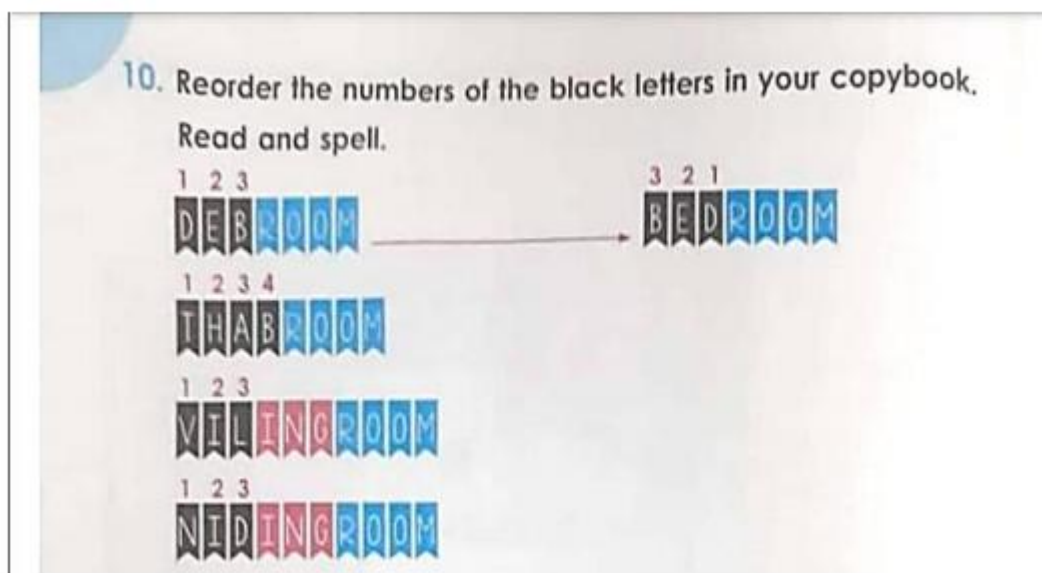 10. Reorder the numbers of the black letters in your copybook.
Read and spell.
1 2 3
DEBROOM
3 2 1
BEDROOM
1 2 3 4
THABROOM
1 2 3
VILINGROOM
1 2 3
NIDINGROOM